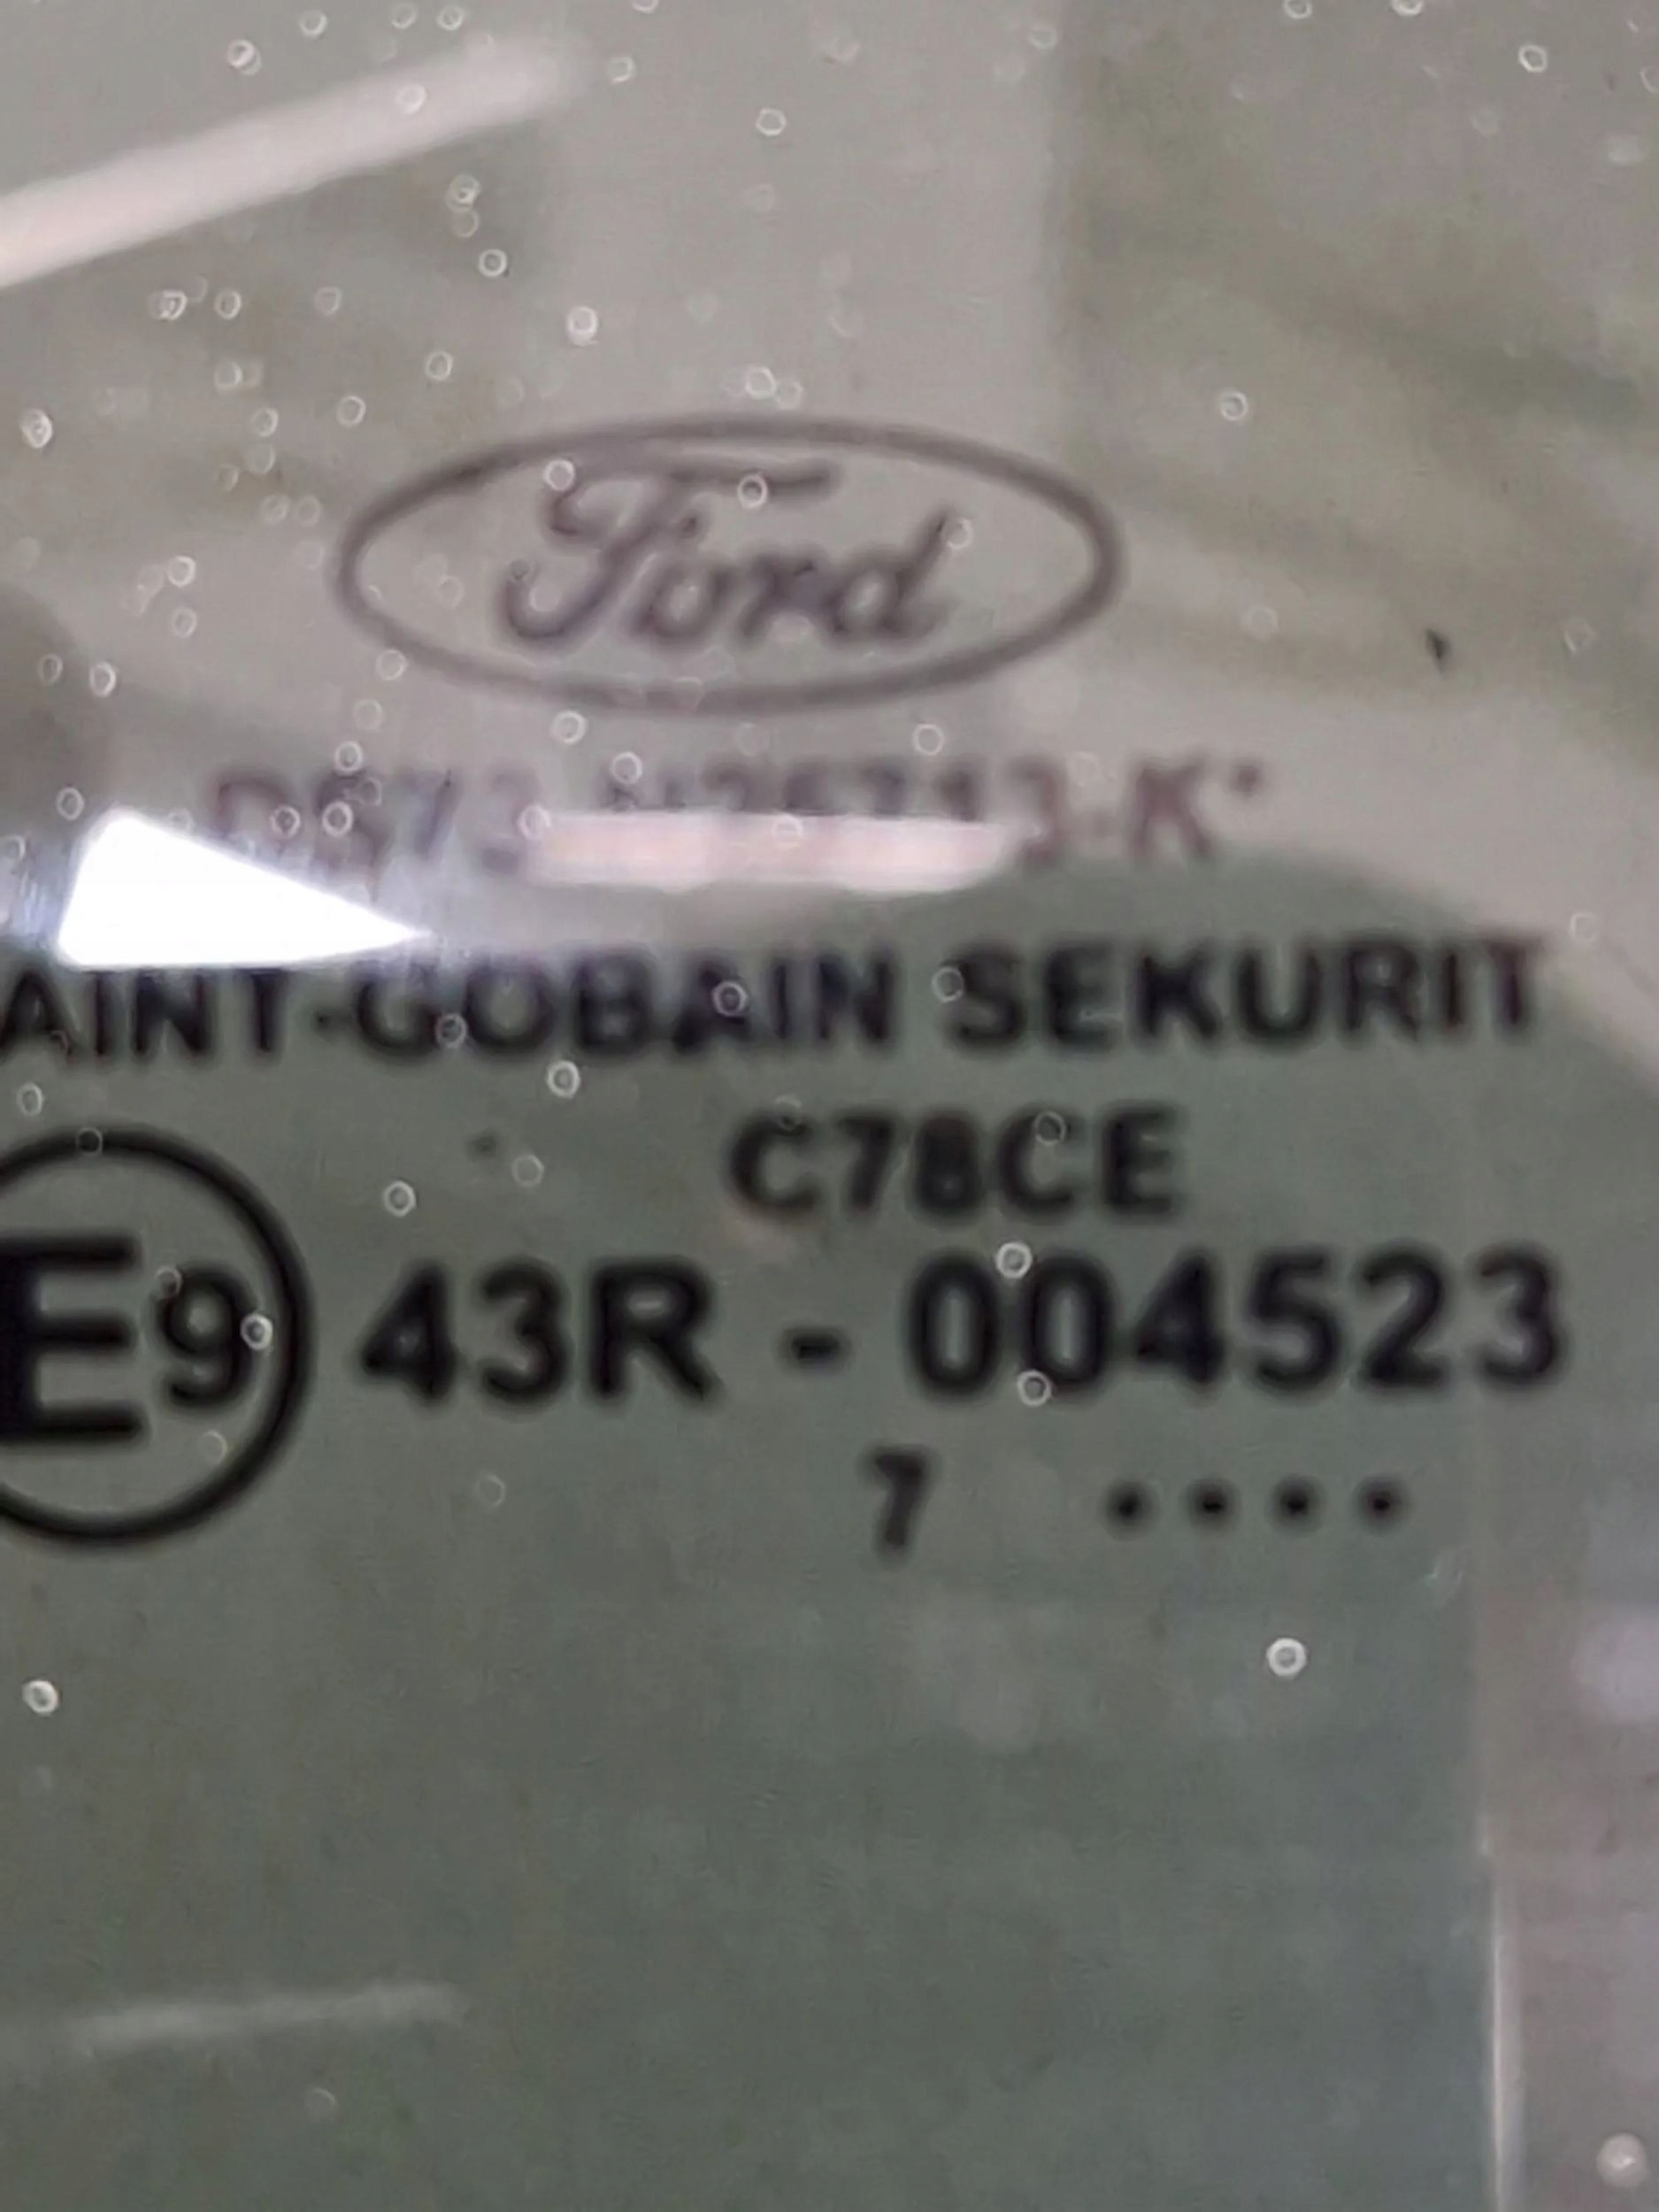 Ford
AINT-GOBAIN SEKURIT
C78CE
E9 43R - 004523
7 ••••